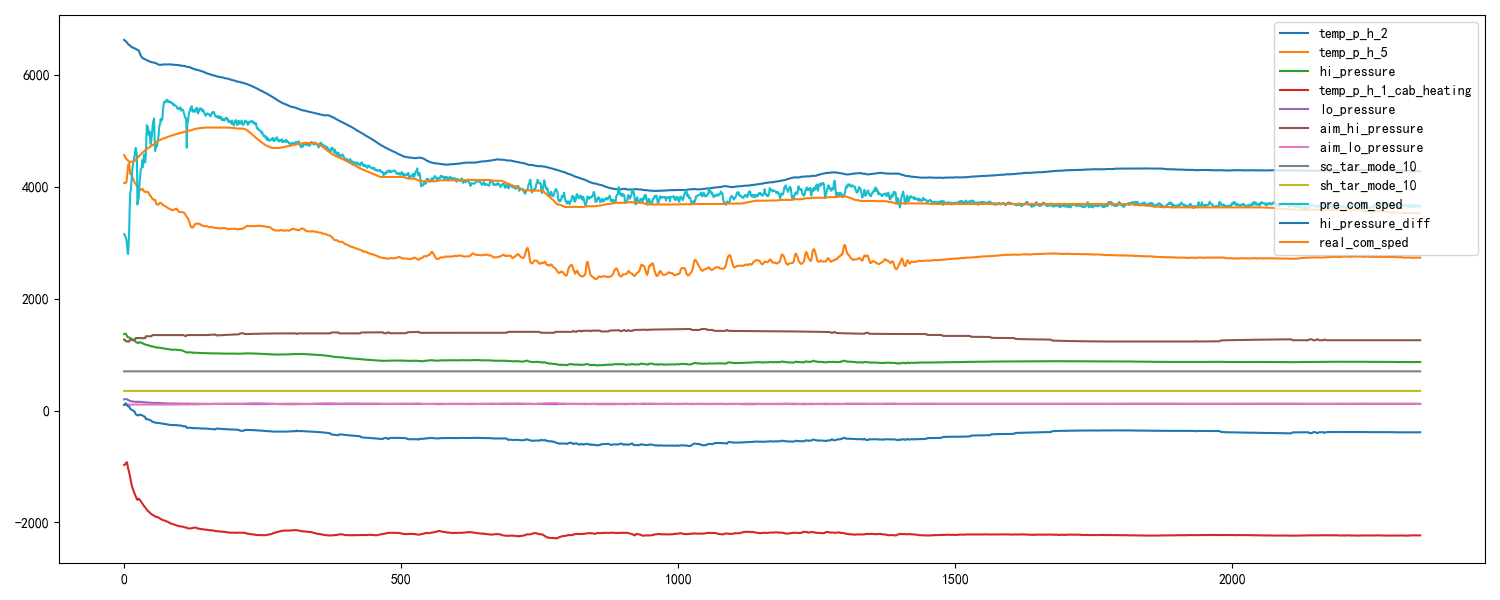 6000
4000
2000
0
−2000
0
500
1000
1500
2000
temp_p_h_2
temp_p_h_5
hi_pressure
temp_p_h_1_cab_heating
lo_pressure
aim_hi_pressure
aim_lo_pressure
sc_tar_mode_10
sh_tar_mode_10
pre_com_sped
hi_pressure_diff
real_com_sped